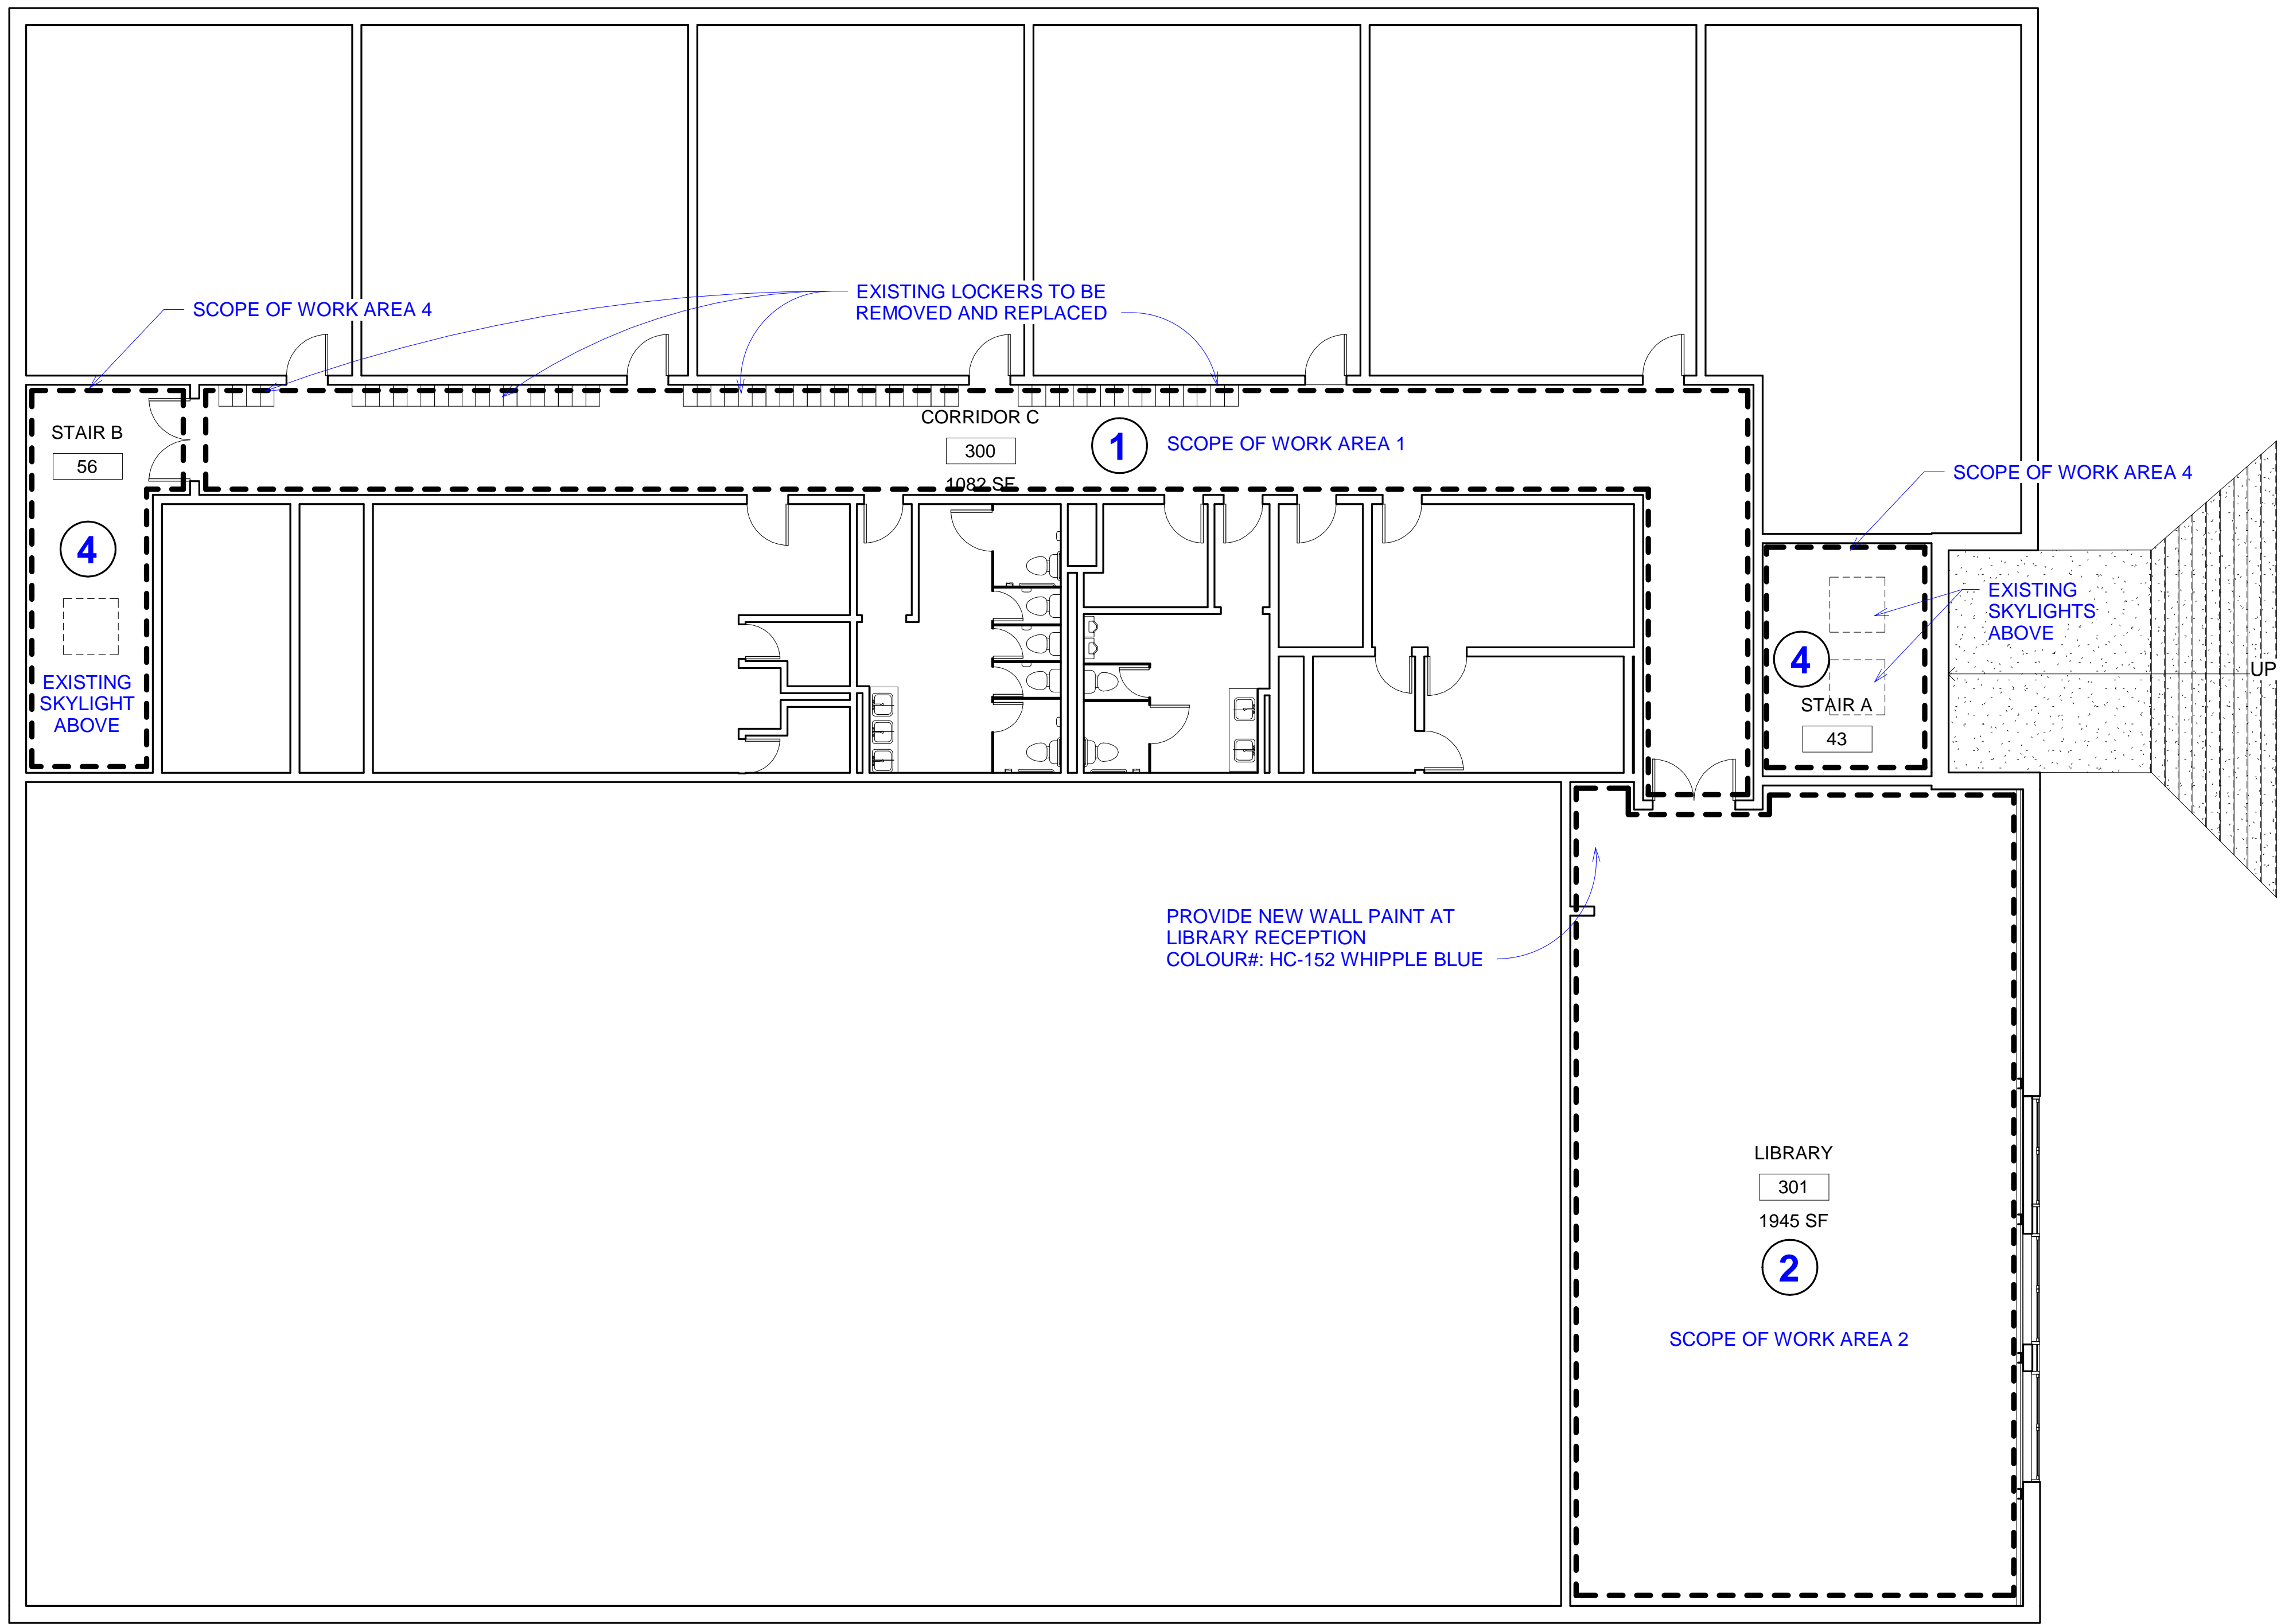 EXISTING LOCKERS TO BE
REMOVED AND REPLACED
SCOPE OF WORK AREA 4
STAIR B
56
4
EXISTING
SKYLIGHT
ABOVE
CORRIDOR C
300
1082 SF
1
SCOPE OF WORK AREA 1
SCOPE OF WORK AREA 4
EXISTING
SKYLIGHTS
ABOVE
4
STAIR A
43
UP
PROVIDE NEW WALL PAINT AT
LIBRARY RECEPTION
COLOUR#: HC-152 WHIPPLE BLUE
LIBRARY
301
1945 SF
2
SCOPE OF WORK AREA 2